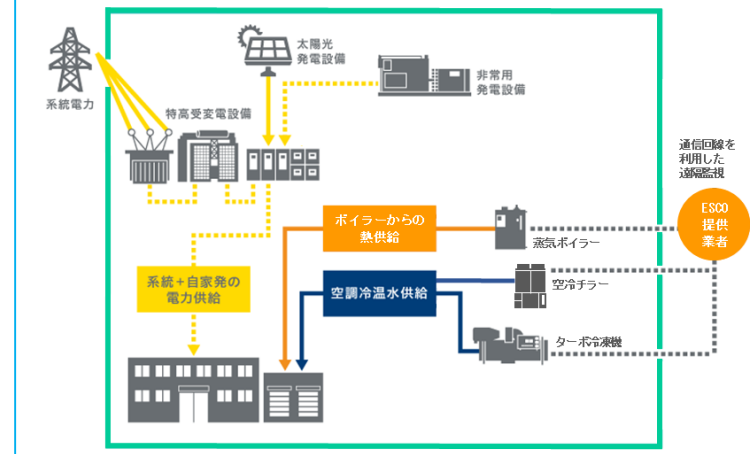 太陽光
発電設備
非常用
発電設備
系統電力
特高受変電設備
通信回線を
利用した
遠隔監視
ESCO
提供
業者
ボイラーからの
熱供給
蒸気ボイラー
系統+自家発の
電力供給
空調冷温水供給
空冷チラー
ターボ冷凍機